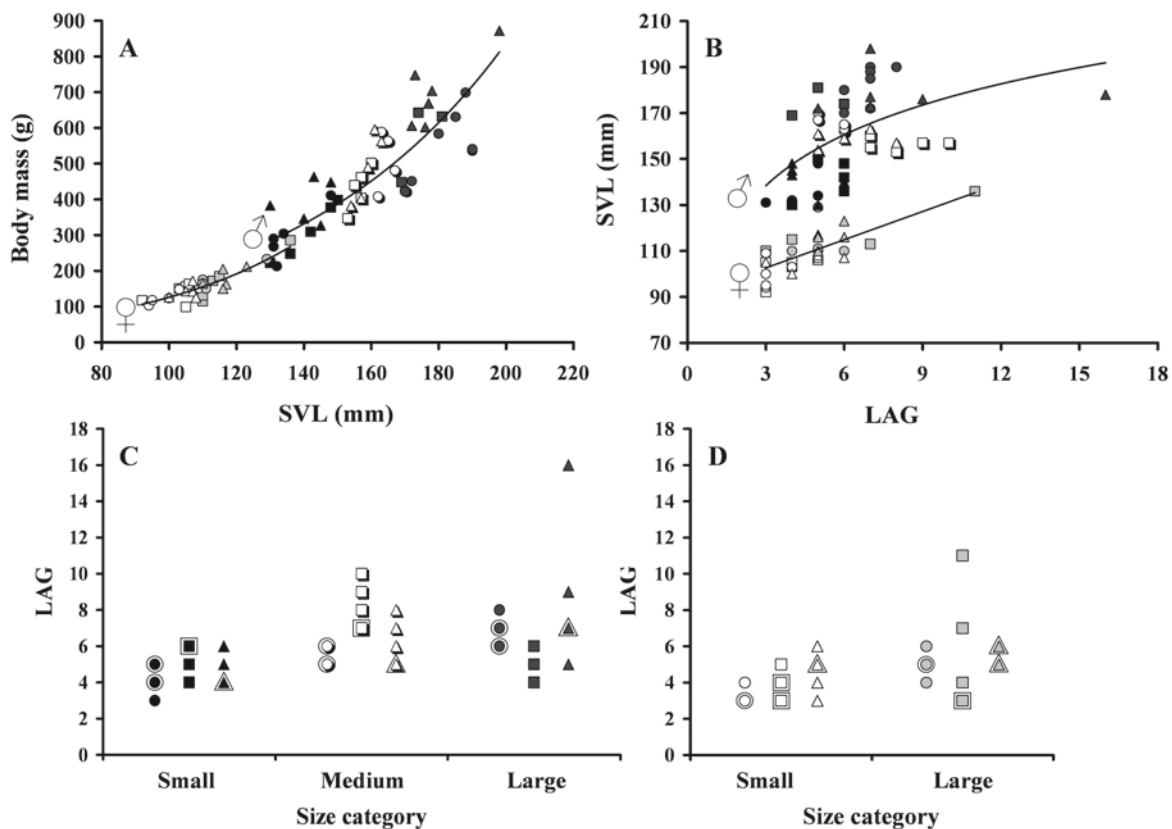 A
Body mass (g)
900
800
700
600
500
400
300
200
100
0
80 100 120 140 160 180 200 220
SVL (mm)
B
SVL (mm)
210
190
170
150
130
110
90
70
0 3 6 9 12 15 18
LAG
C
LAG
18
16
14
12
10
8
6
4
2
0
Small Medium Large
Size category
D
LAG
18
16
14
12
10
8
6
4
2
0
Small Large
Size category